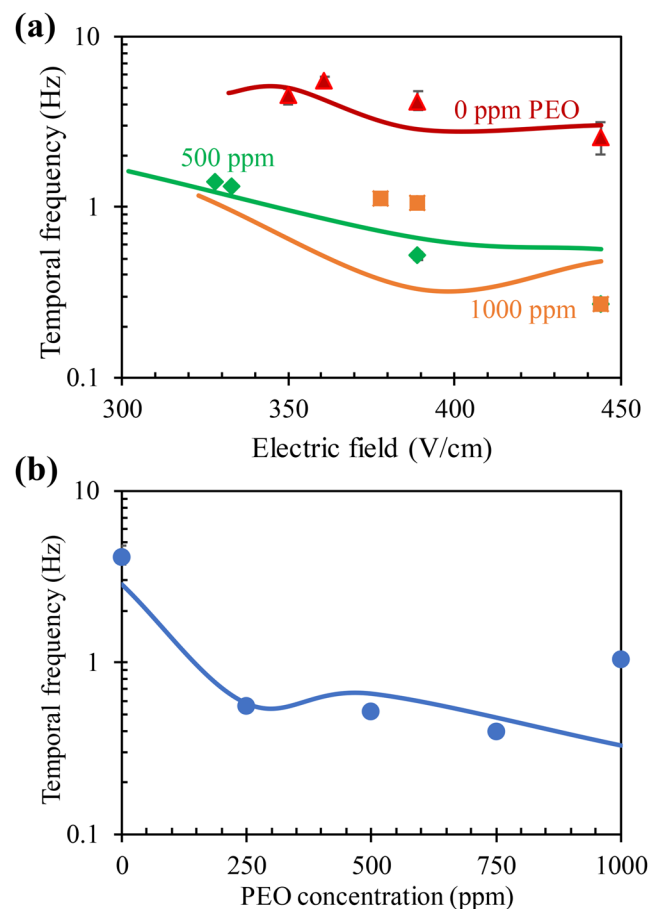 (a)
Temporal frequency (Hz)
10
1
0.1
0 ppm PEO
500 ppm
1000 ppm
300
350
400
450
Electric field (V/cm)
(b)
Temporal frequency (Hz)
10
1
0.1
0
250
500
750
1000
PEO concentration (ppm)